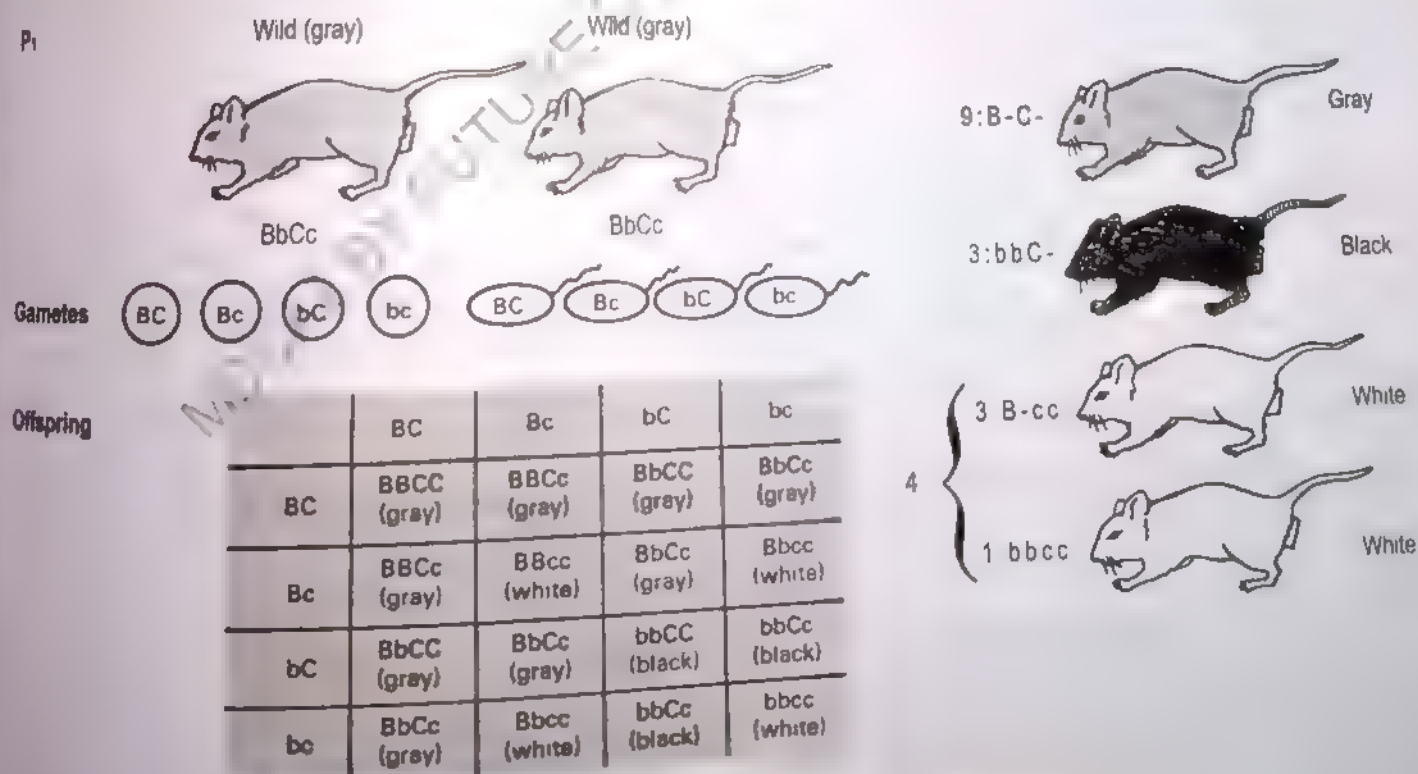 P1
Wild (gray)
Wild (gray)
BbCc
BbCc
Gametes
BC
Bc
bC
bc
BC
Bc
bC
bc
Offspring
BC
Bc
bC
bc
BC
BBCC
(gray)
BBCc
(gray)
BbCC
(gray)
BbCc
(gray)
Bc
BBCc
(gray)
BBcc
(white)
BbCc
(gray)
Bbcc
(white)
bC
BbCC
(gray)
BbCc
(gray)
bbCC
(black)
bbCc
(black)
bc
BbCc
(gray)
Bbcc
(white)
bbCc
(black)
bbcc
(white)
9:B-C-
Gray
3:bbC-
Black
4
3 B-cc
White
1 bbcc
White